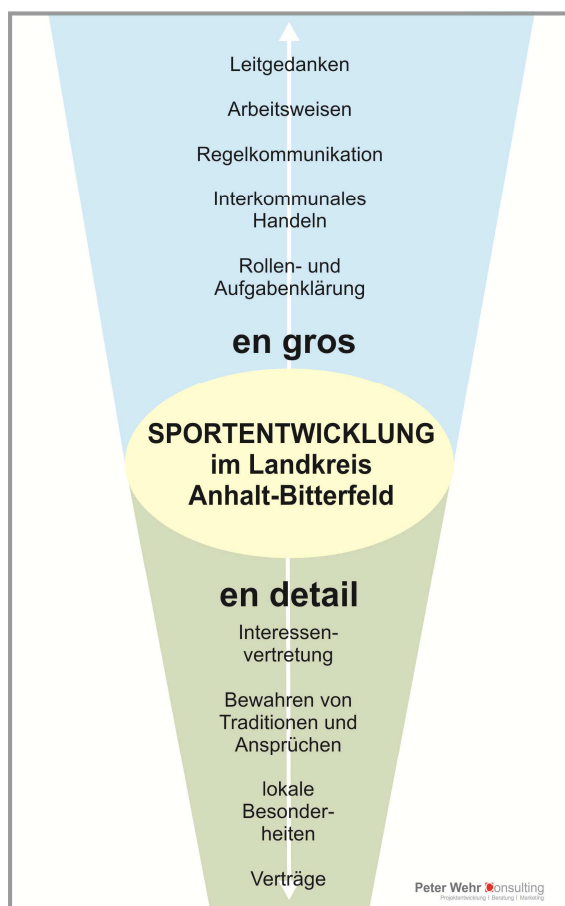 Leitgedanken
Arbeitsweisen
Regelkommunikation
Interkommunales
Handeln
Rollen- und
Aufgabenklärung
en gros
SPORTENTWICKLUNG
im Landkreis
Anhalt-Bitterfeld
en detail
Interessen-
vertretung
Bewahren von
Traditionen und
Ansprüchen
lokale
Besonder-
heiten
Verträge
Peter Wehr Consulting
Projektentwicklung I Beratung I Marketing